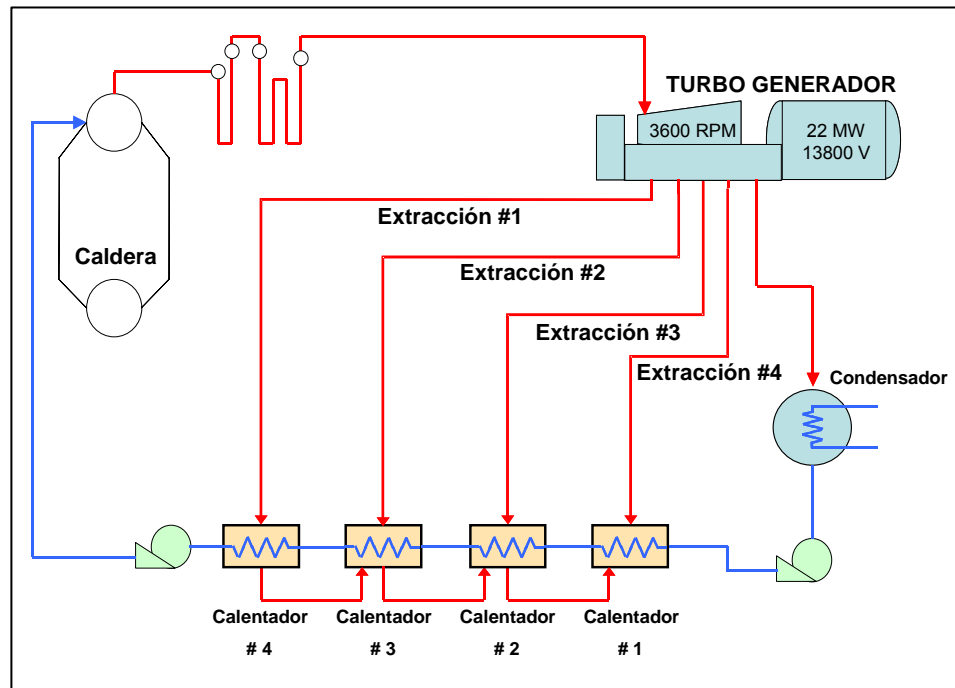 TURBO GENERADOR
3600 RPM
22 MW
13800 V
Extracción #1
Caldera
Extracción #2
Extracción #3
Extracción #4
Condensador
Calentador
# 4
Calentador
# 3
Calentador
# 2
Calentador
# 1